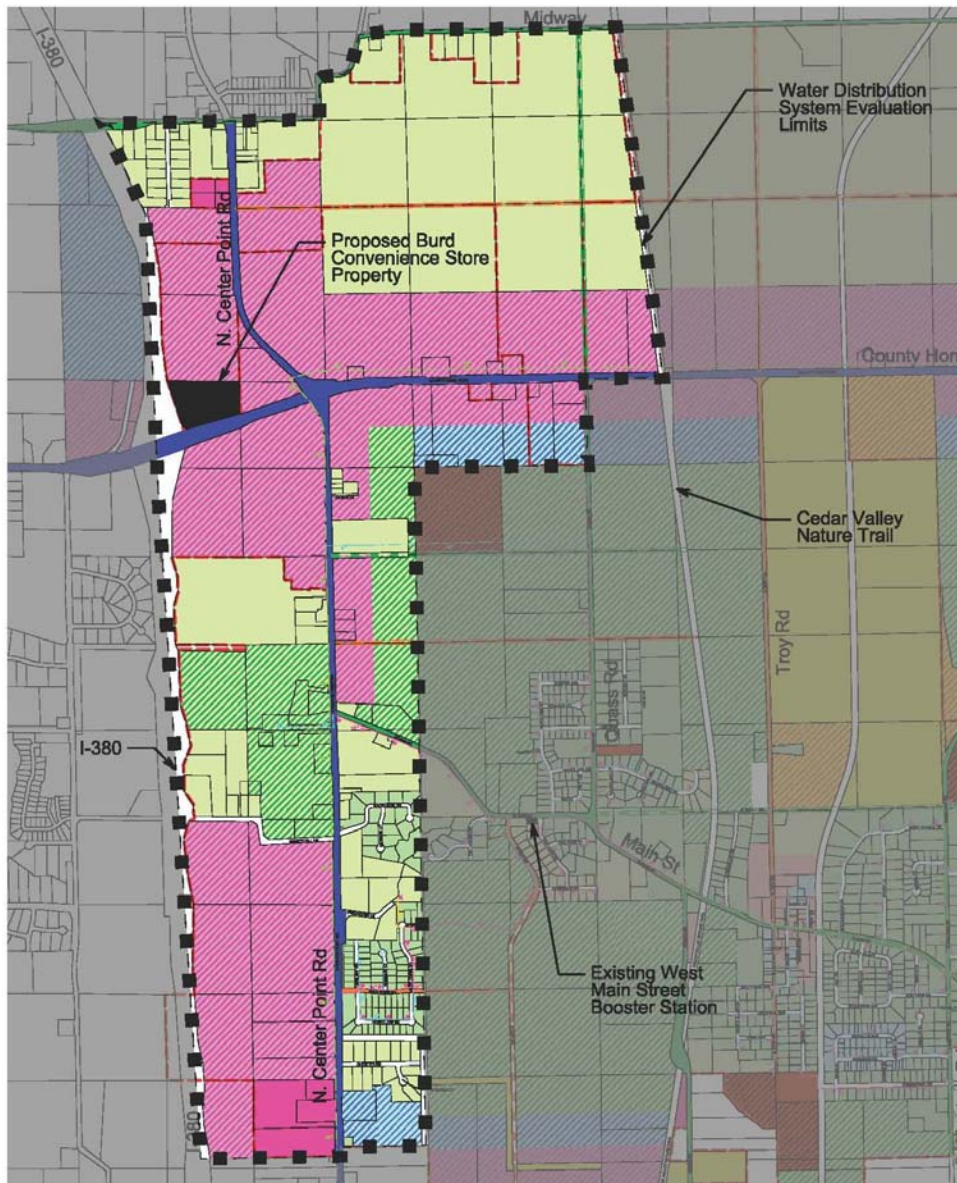 Midway
I-380
Water Distribution
System Evaluation
Limits
N. Center Point Rd
Proposed Burd
Convenience Store
Property
County Hom
Cedar Valley
Nature Trail
Troy Rd
I-380
Main St
Existing West
Main Street
Booster Station
N. Center Point Rd
380